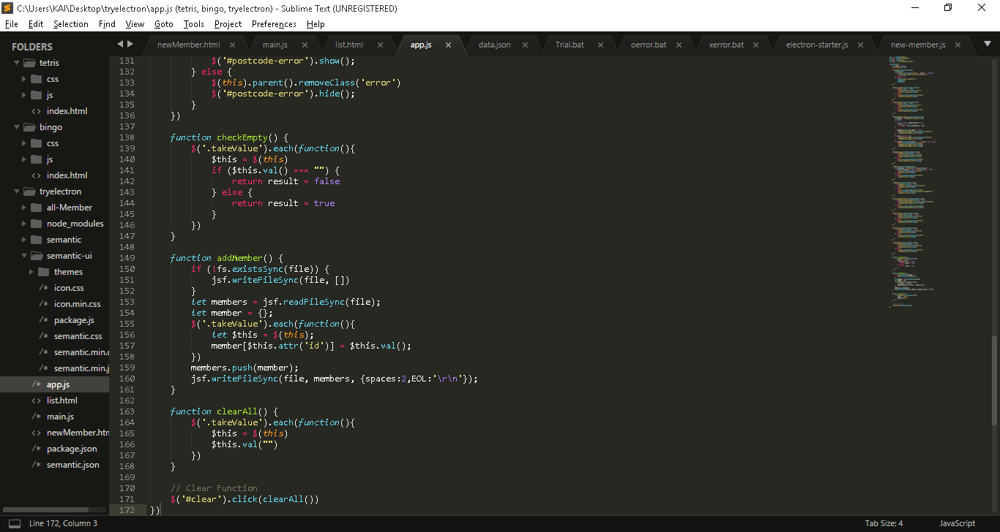 C:\Users\KAI\Desktop\tryelectron\app.js (tetris, bingo, tryelectron) - Sublime Text (UNREGISTERED)
File Edit Selection Find View Goto Tools Project Preferences Help
FOLDERS
tetris
css
js
<> index.html
bingo
css
js
<> index.html
tryelectron
all-Member
node_modules
semantic
semantic-ui
themes
/* icon.css
/* icon.min.css
/* package.js
/* semantic.css
/* semantic.min.c
/* semantic.min.j
/* app.js
<> list.html
/* main.js
<> newMember.htm
/* package.json
/* semantic.json
newMember.html × main.js × list.html × app.js × data.json × Trial.bat × oerror.bat × xerror.bat × electron-starter.js × new-member.js ×
131 $('#postcode-error').show();
132 } else {
133 $(this).parent().removeClass('error')
134 $('#postcode-error').hide();
135 }
136 })
137
138 function checkEmpty() {
139 $('.takeValue').each(function(){
140 $this = $(this)
141 if ($this.val() === "") {
142 return result = false
143 } else {
144 return result = true
145 }
146 })
147 }
148
149 function addMember() {
150 if (!fs.existsSync(file)) {
151 jsf.writeFileSync(file, [])
152 }
153 let members = jsf.readFileSync(file);
154 let member = {};
155 $('.takeValue').each(function(){
156 let $this = $(this);
157 member[$this.attr('id')] = $this.val();
158 })
159 members.push(member);
160 jsf.writeFileSync(file, members, {spaces:2,EOL:'\r\n'});
161 }
162
163 function clearAll() {
164 $('.takeValue').each(function(){
165 $this = $(this)
166 $this.val("")
167 })
168 }
169
170 // Clear Function
171 $('#clear').click(clearAll())
172 })
Line 172, Column 3
Tab Size: 4
JavaScript